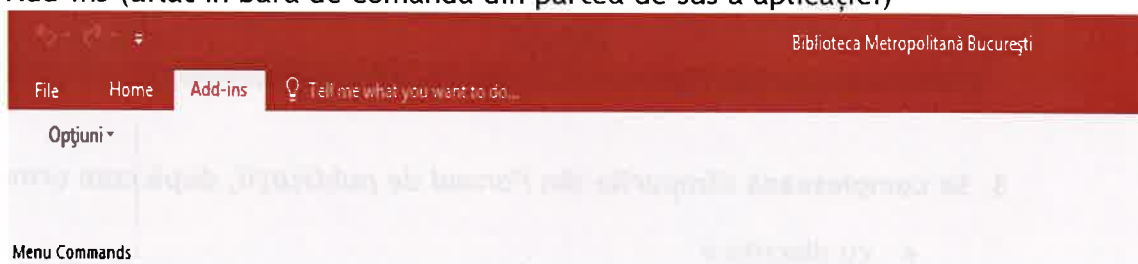 Add-ins (aflat în bara de comandă din partea de sus a aplicației)
Biblioteca Metropolitană București
File Home Add-ins Tell me what you want to do...
Opțiuni
Menu Commands